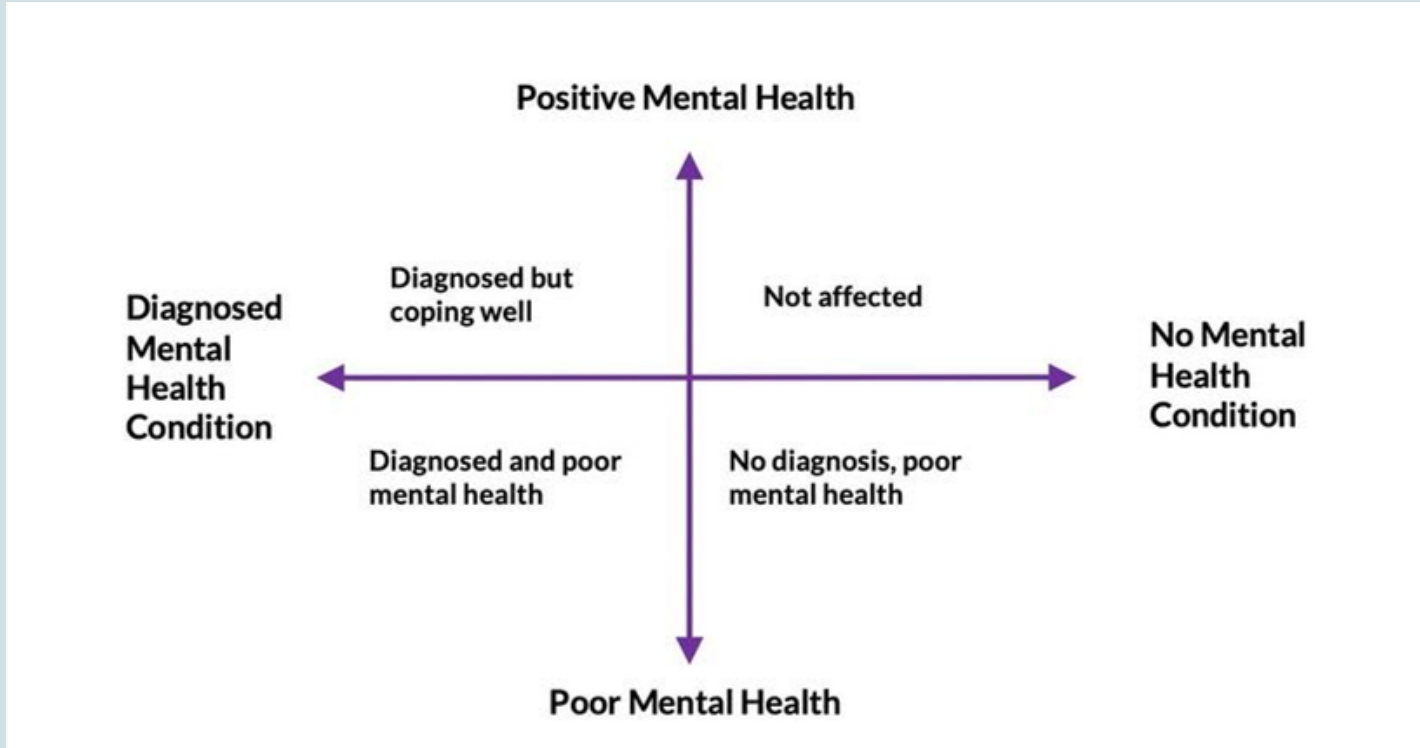 Positive Mental Health
Diagnosed but
coping well
Not affected
Diagnosed
Mental
Health
Condition
No Mental
Health
Condition
Diagnosed and poor
mental health
No diagnosis, poor
mental health
Poor Mental Health